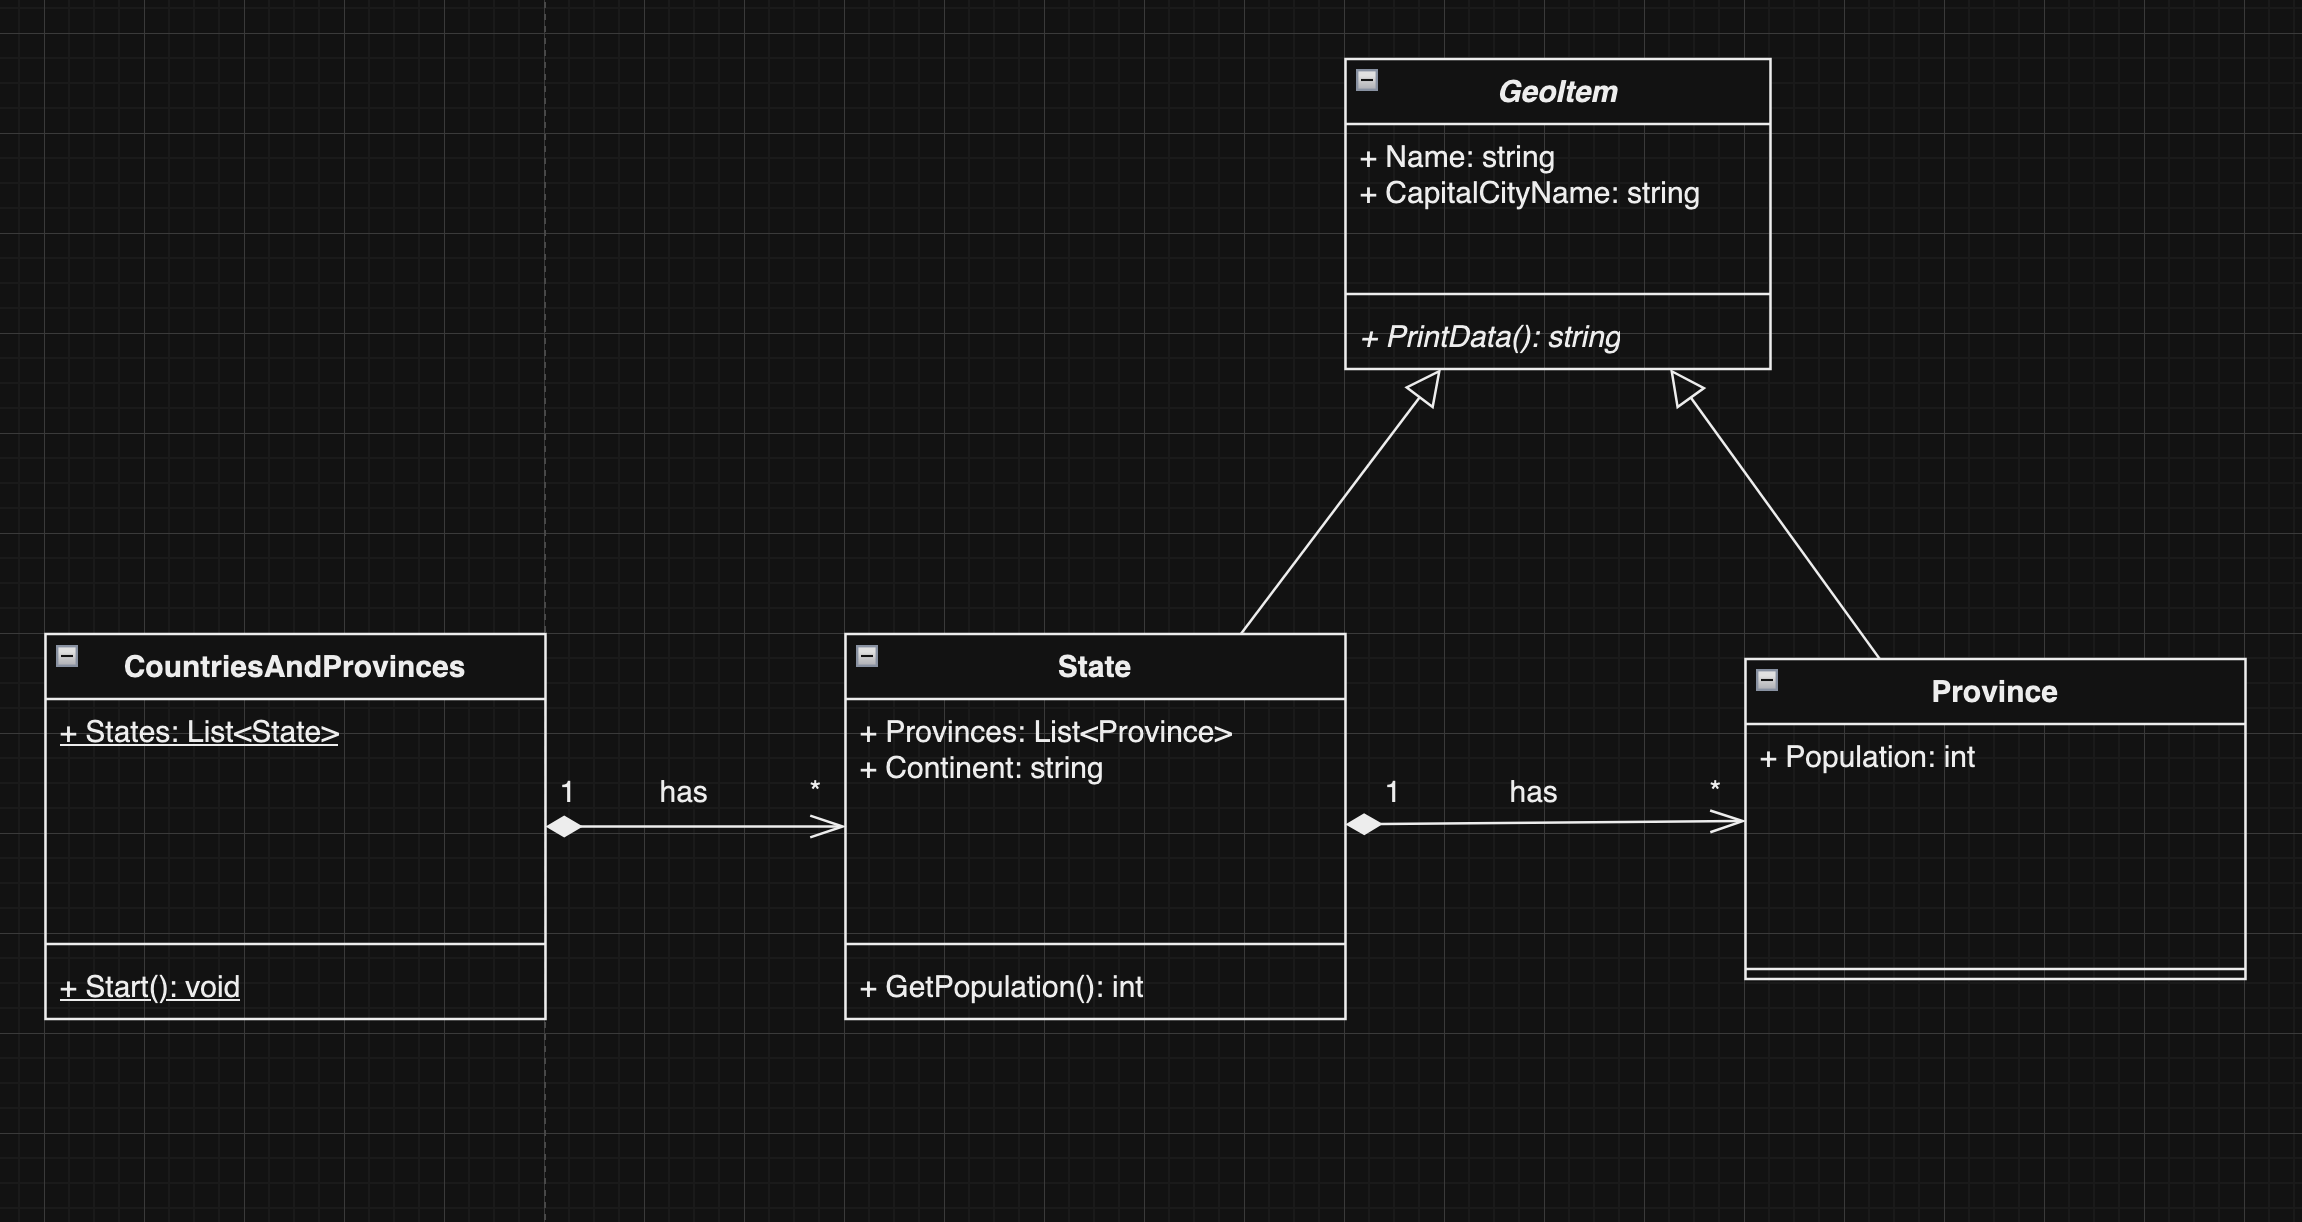 GeoItem
+ Name: string
+ CapitalCityName: string
+ PrintData(): string
CountriesAndProvinces
+ States: List<State>
+ Start(): void
1 has *
State
+ Provinces: List<Province>
+ Continent: string
+ GetPopulation(): int
1 has *
Province
+ Population: int